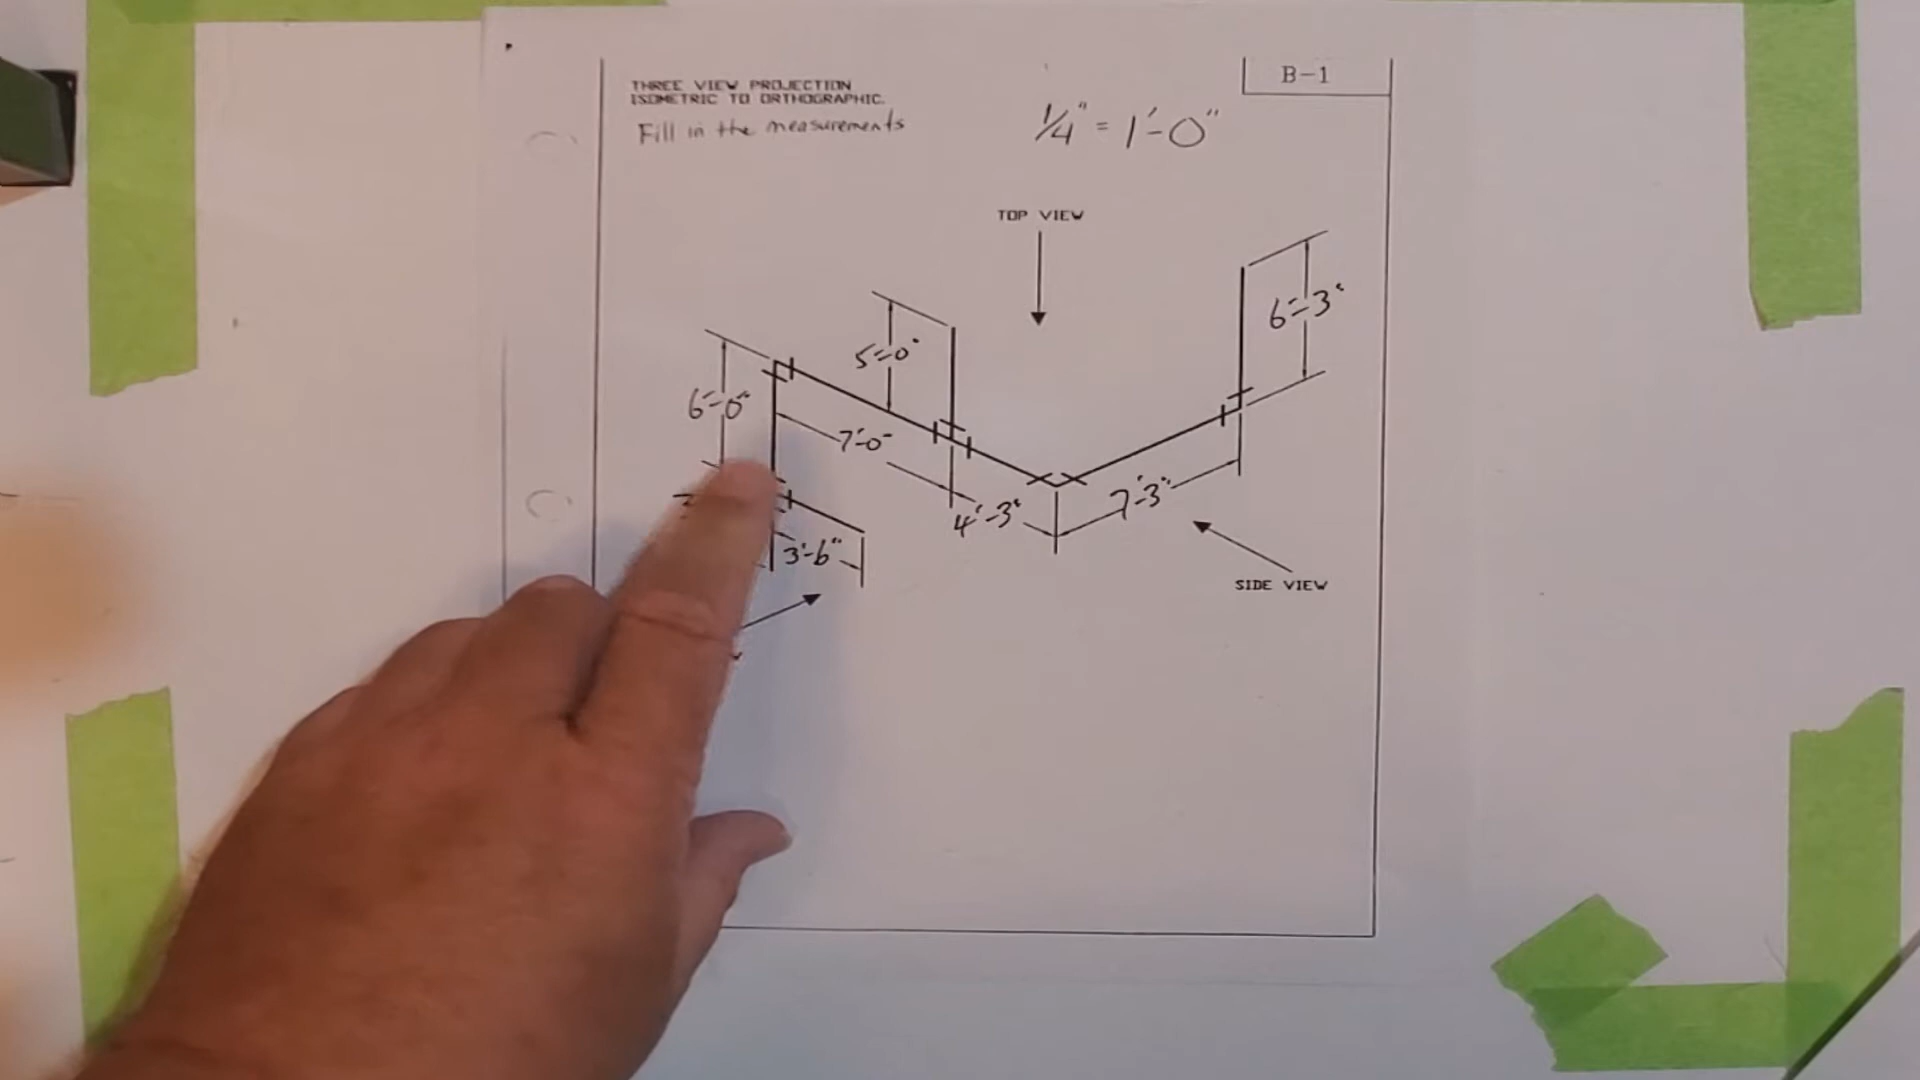 THREE VIEW PROJECTION
ISOMETRIC TO ORTHOGRAPHIC.
Fill in the measurements
B-1
1/4" = 1'-0"
TOP VIEW
6'-3"
5'-0"
6'-0"
7'-0"
4'-3"
7'-3"
3'-6"
SIDE VIEW